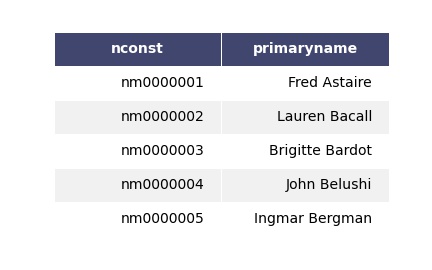 nconst primaryname
nm0000001 Fred Astaire
nm0000002 Lauren Bacall
nm0000003 Brigitte Bardot
nm0000004 John Belushi
nm0000005 Ingmar Bergman